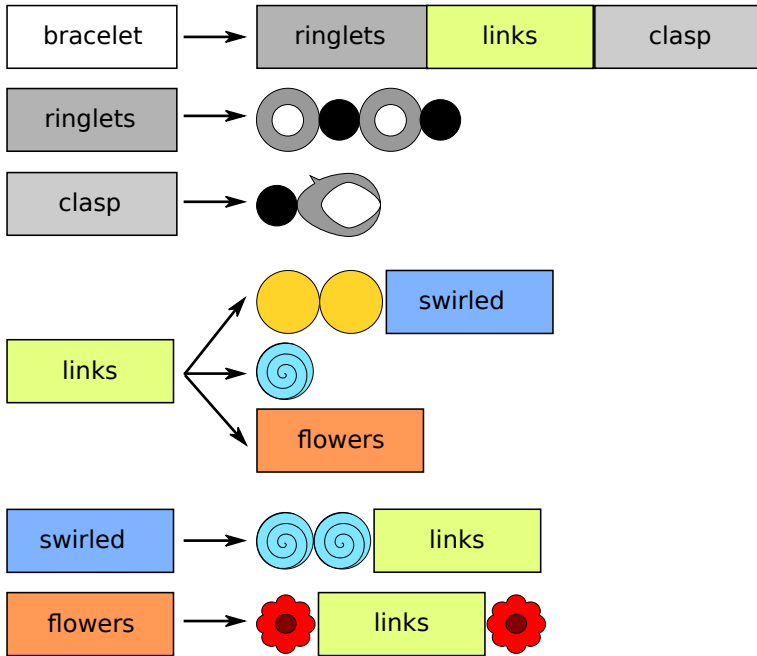 bracelet ringlets links clasp
ringlets
clasp
swirled
links
flowers
swirled links
flowers links